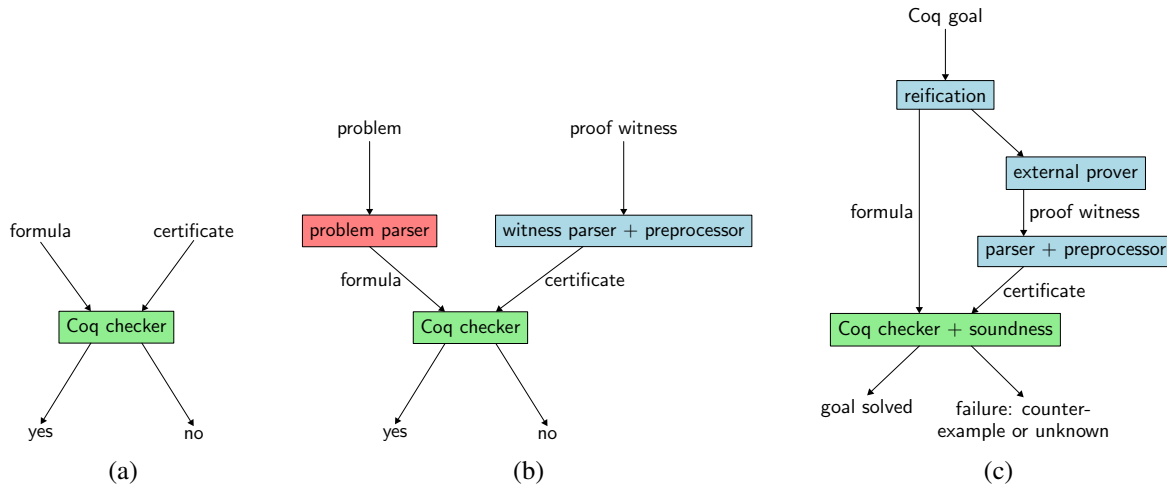 formula
certificate
Coq checker
yes
no
(a)
problem
proof witness
problem parser
witness parser + preprocessor
formula
certificate
Coq checker
yes
no
(b)
Coq goal
reification
external prover
formula
proof witness
parser + preprocessor
certificate
Coq checker + soundness
goal solved
failure: counter-
example or unknown
(c)